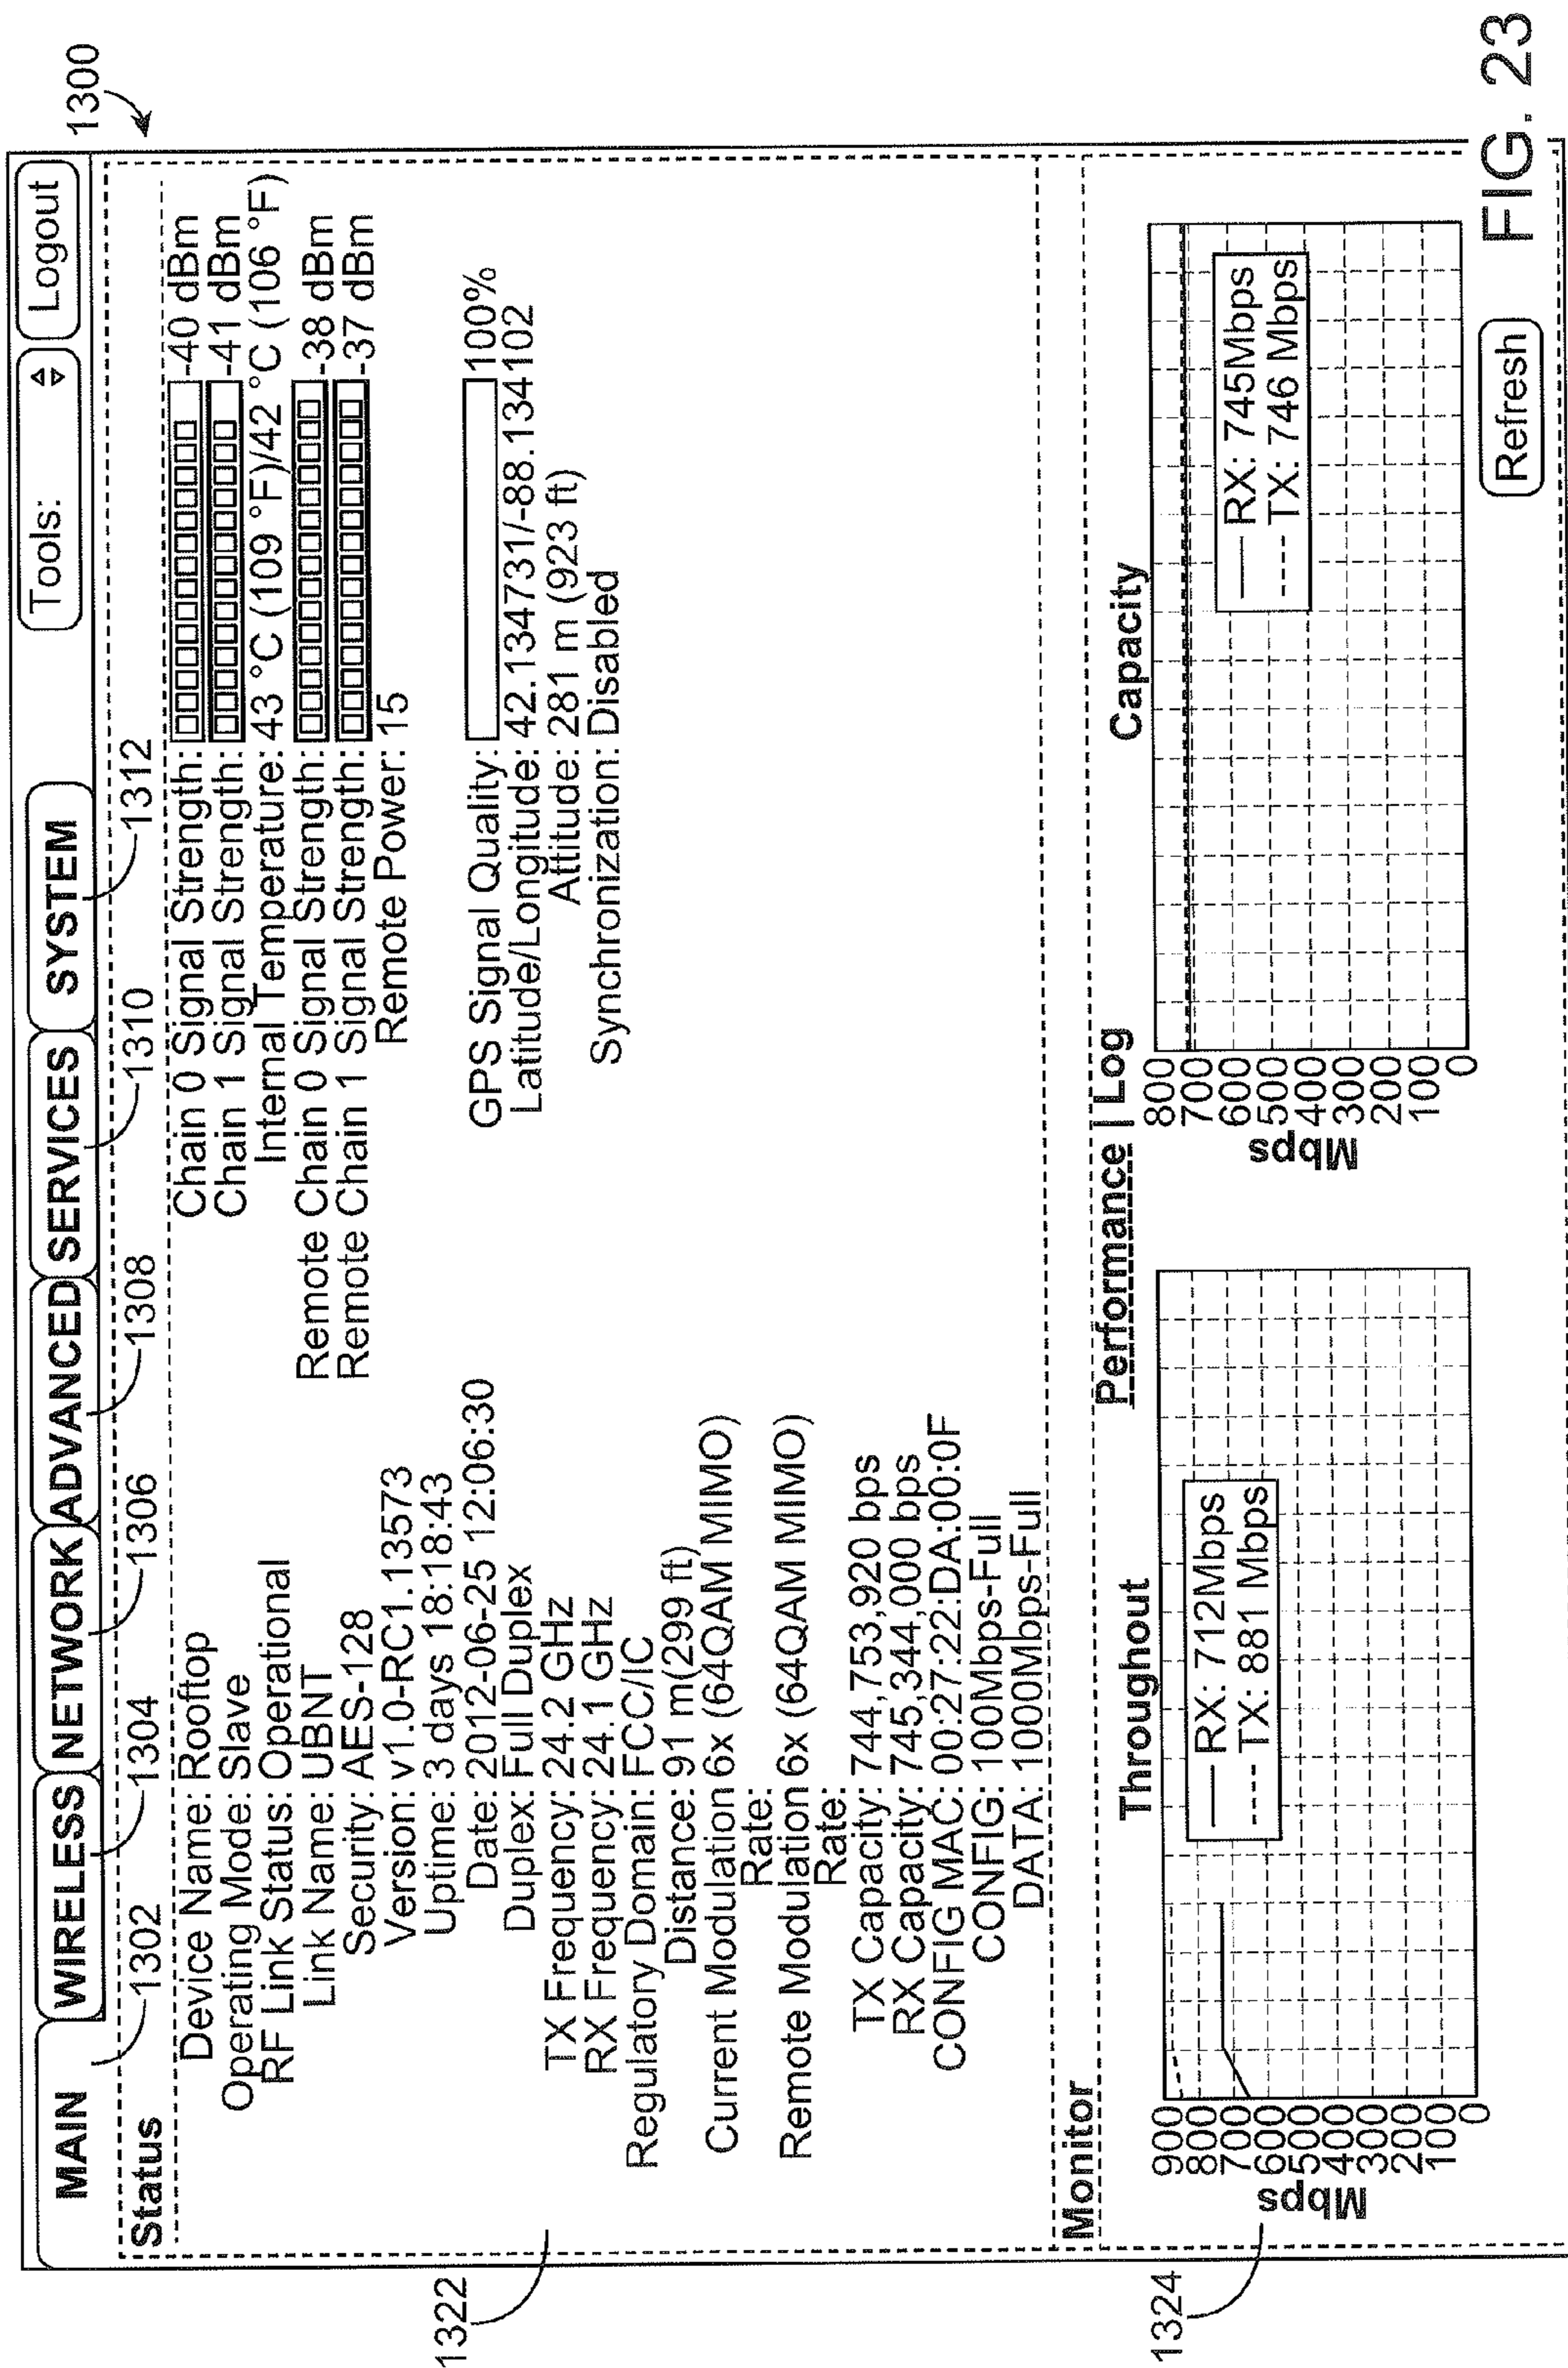 1300
MAIN WIRELESS NETWORK ADVANCED SERVICES SYSTEM Tools: Logout
1302 1304 1306 1308 1310 1312
Status
Device Name: Rooftop
Operating Mode: Slave
RF Link Status: Operational
Link Name: UBNT
Security: AES-128
Version: v1.0-RC1.13573
Uptime: 3 days 18:18:43
Date: 2012-06-25 12:06:30
Duplex: Full Duplex
TX Frequency: 24.2 GHz
RX Frequency: 24.1 GHz
Regulatory Domain: FCC/IC
Distance: 91 m(299 ft)
Current Modulation 6x (64QAM MIMO)
Rate:
Remote Modulation 6x (64QAM MIMO)
Rate:
TX Capacity: 744,753,920 bps
RX Capacity: 745,344,000 bps
CONFIG MAC: 00:27:22:DA:00:0F
CONFIG: 100Mbps-Full
DATA: 1000Mbps-Full
Chain 0 Signal Strength: -40 dBm
Chain 1 Signal Strength: -41 dBm
Internal Temperature: 43 °C (109 °F)/42 °C (106 °F)
Remote Chain 0 Signal Strength: -38 dBm
Remote Chain 1 Signal Strength: -37 dBm
Remote Power: 15
GPS Signal Quality: 100%
Latitude/Longitude: 42.134731/-88.134102
Attitude: 281 m (923 ft)
Synchronization: Disabled
1322
Monitor
Performance | Log
Throughout
Mbps
900
800
700
600
500
400
300
200
100
0
RX: 712Mbps
TX: 881 Mbps
Capacity
Mbps
800
700
600
500
400
300
200
100
0
RX: 745Mbps
TX: 746 Mbps
1324
Refresh
FIG. 23